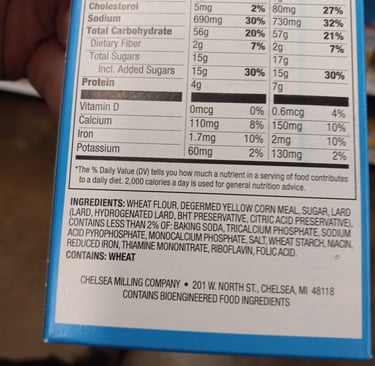 Cholesterol 5mg 2% 80mg 27%
Sodium 690mg 30% 730mg 32%
Total Carbohydrate 56g 20% 57g 21%
Dietary Fiber 2g 7% 2g 7%
Total Sugars 15g 17g
Incl. Added Sugars 15g 30% 15g 30%
Protein 4g 7g
Vitamin D 0mcg 0% 0.6mcg 4%
Calcium 110mg 8% 150mg 10%
Iron 1.7mg 10% 2mg 10%
Potassium 60mg 2% 130mg 2%
*The % Daily Value (DV) tells you how much a nutrient in a serving of food contributes
to a daily diet. 2,000 calories a day is used for general nutrition advice.
INGREDIENTS: WHEAT FLOUR, DEGERMED YELLOW CORN MEAL, SUGAR, LARD
(LARD, HYDROGENATED LARD, BHT PRESERVATIVE, CITRIC ACID PRESERVATIVE),
CONTAINS LESS THAN 2% OF: BAKING SODA, TRICALCIUM PHOSPHATE, SODIUM
ACID PYROPHOSPHATE, MONOCALCIUM PHOSPHATE, SALT, WHEAT STARCH, NIACIN,
REDUCED IRON, THIAMINE MONONITRATE, RIBOFLAVIN, FOLIC ACID.
CONTAINS: WHEAT
CHELSEA MILLING COMPANY • 201 W. NORTH ST., CHELSEA, MI 48118
CONTAINS BIOENGINEERED FOOD INGREDIENTS